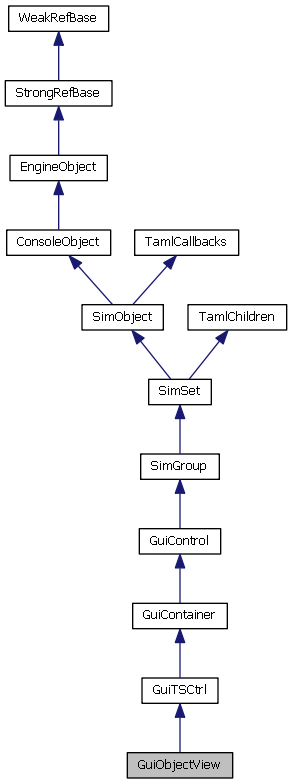 WeakRefBase
StrongRefBase
EngineObject
ConsoleObject
TamlCallbacks
SimObject
TamlChildren
SimSet
SimGroup
GuiControl
GuiContainer
GuiTSCtrl
GuiObjectView